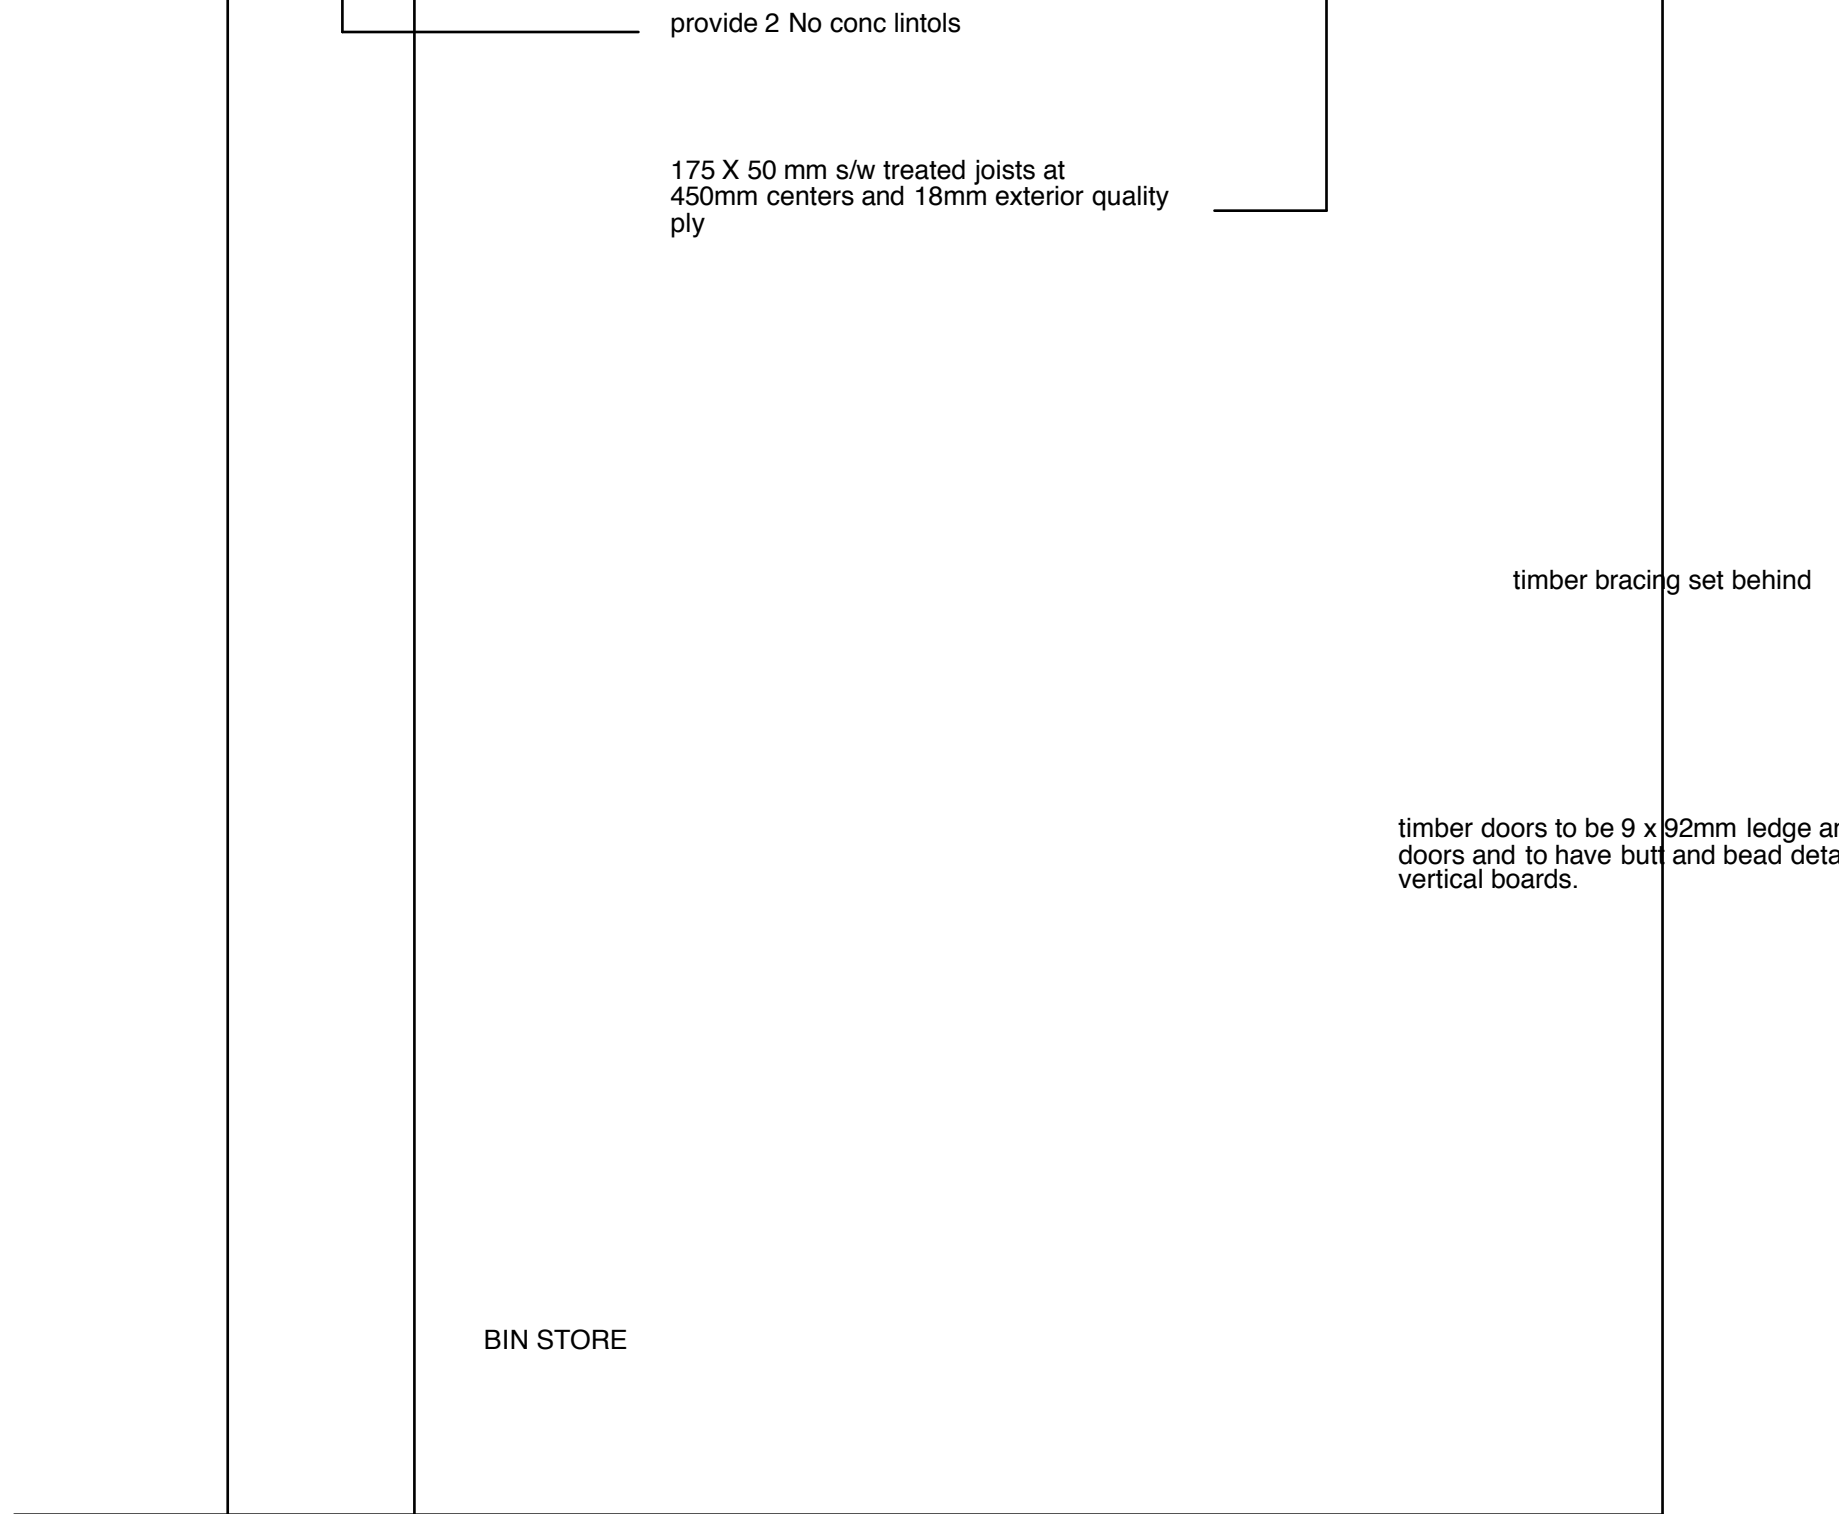 provide 2 No conc lintols
175 X 50 mm s/w treated joists at
450mm centers and 18mm exterior quality
ply
timber bracing set behind
timber doors to be 9 x 92mm ledge
doors and to have butt and bead
vertical boards.
BIN STORE